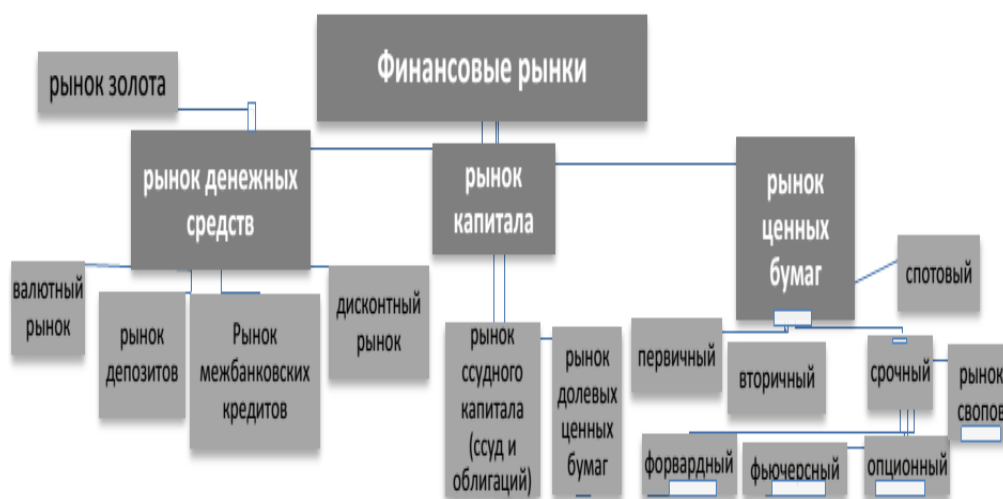 Финансовые рынки
рынок золота
рынок денежных
средств
рынок
капитала
рынок
ценных
бумаг
спотовый
валютный
рынок
рынок
депозитов
Рынок
межбанковских
кредитов
дисконтный
рынок
рынок
ссудного
капитала
(ссуд и
облигаций)
рынок
долевых
ценных
бумаг
первичный
вторичный
срочный
рынок
свопов
форвардный
фьючерсный
опционный